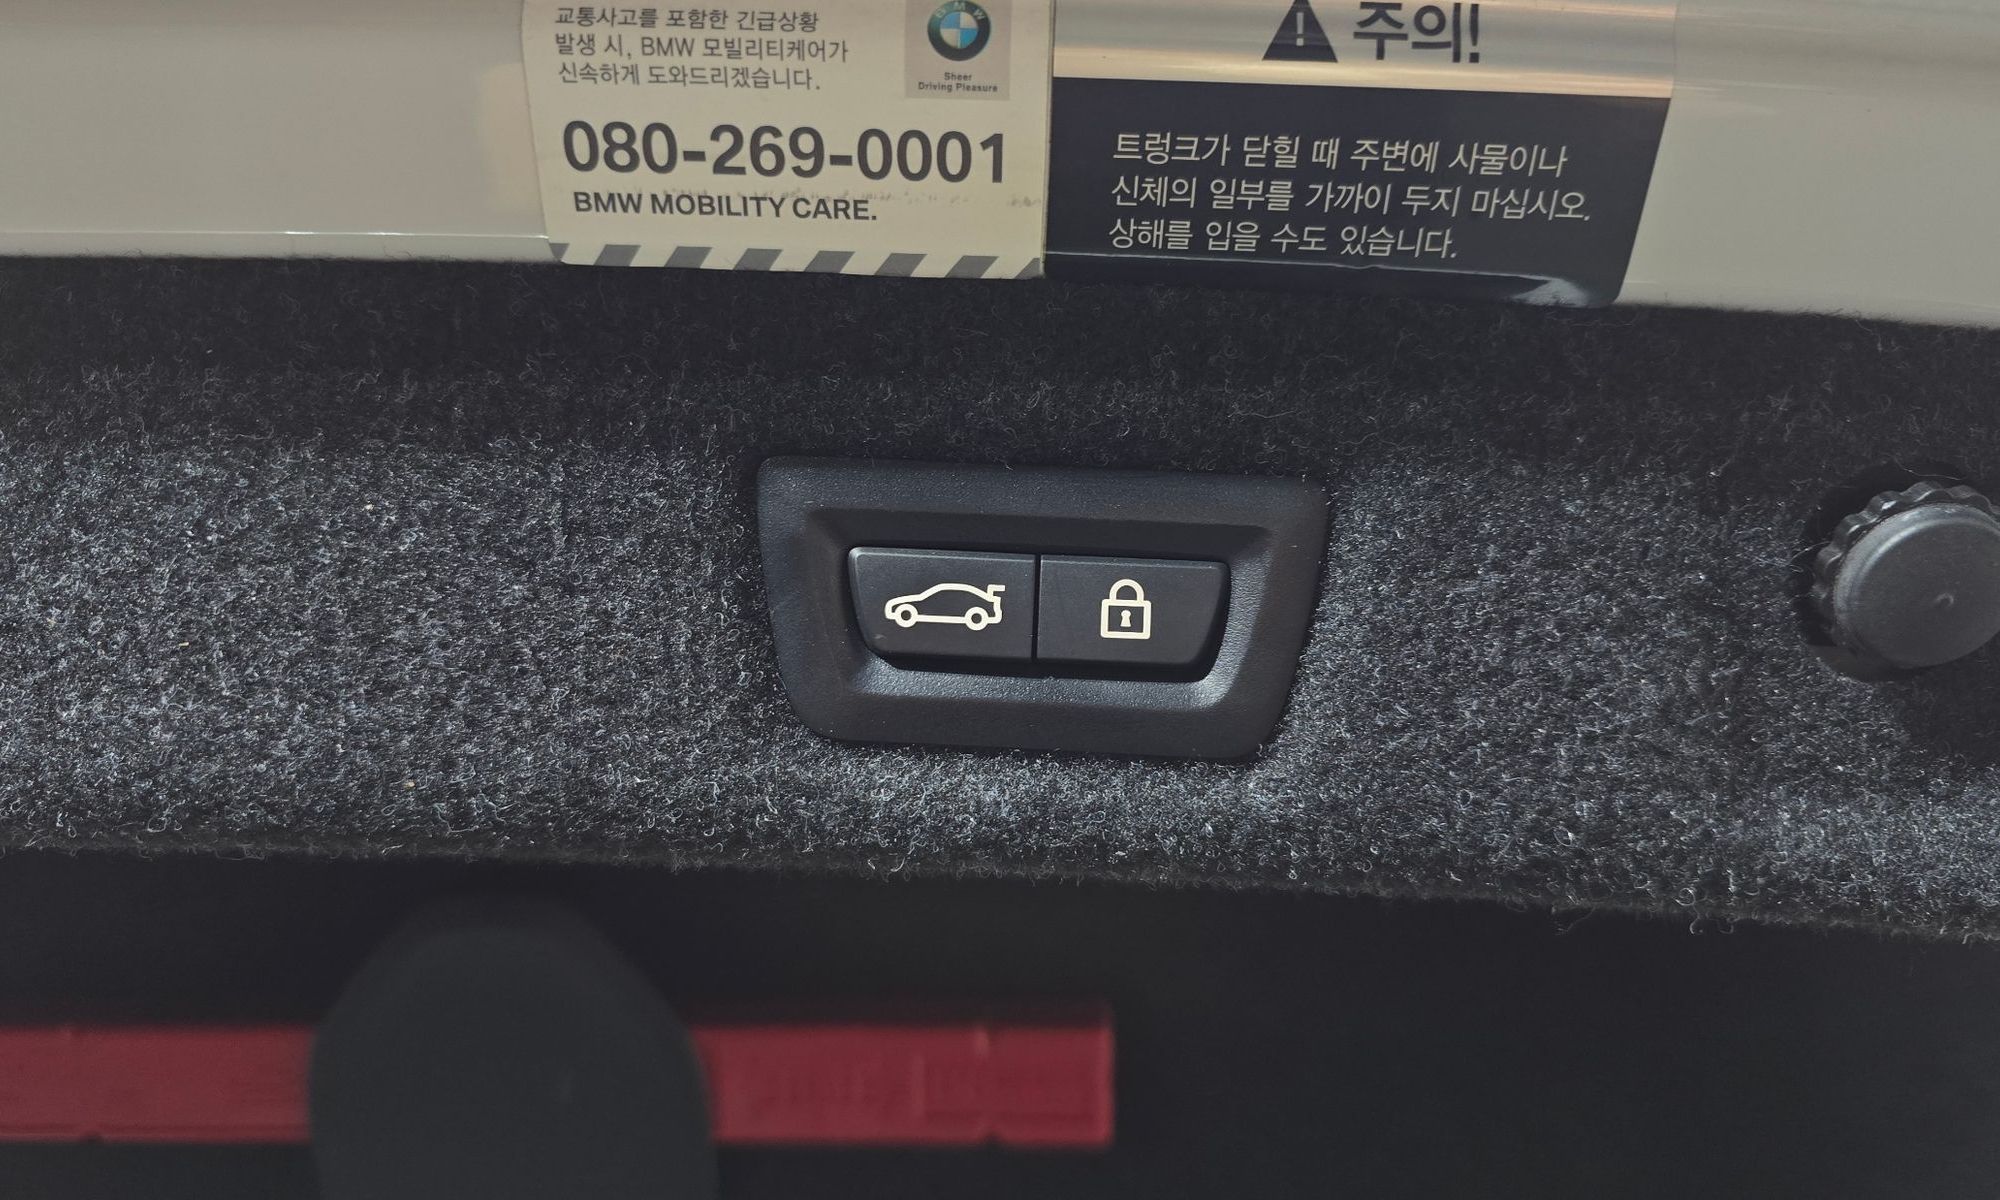 교통사고를 포함한 긴급상황
발생 시, BMW 모빌리티케어가
신속하게 도와드리겠습니다.
BMW
Sheer
Driving Pleasure
080-269-0001
BMW MOBILITY CARE.
주의!
트렁크가 닫힐 때 주변에 사물이나
신체의 일부를 가까이 두지 마십시오.
상해를 입을 수도 있습니다.